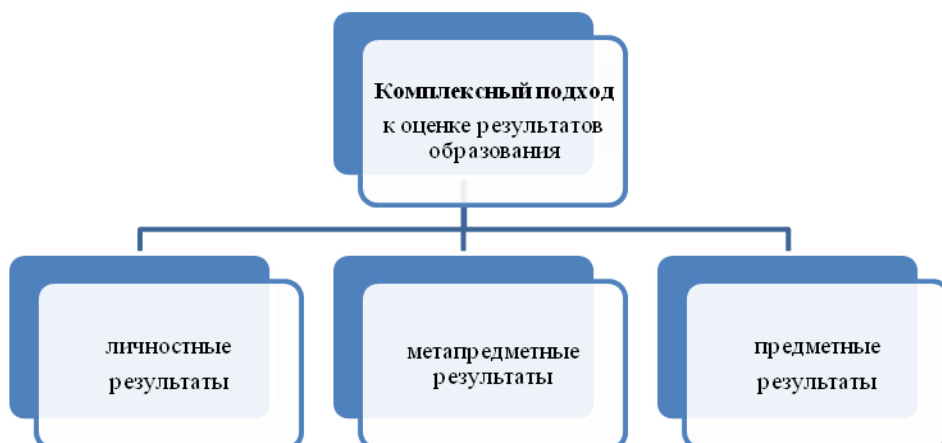 Комплексный подход
к оценке результатов
образования
личностные
результаты
метапредметные
результаты
предметные
результаты